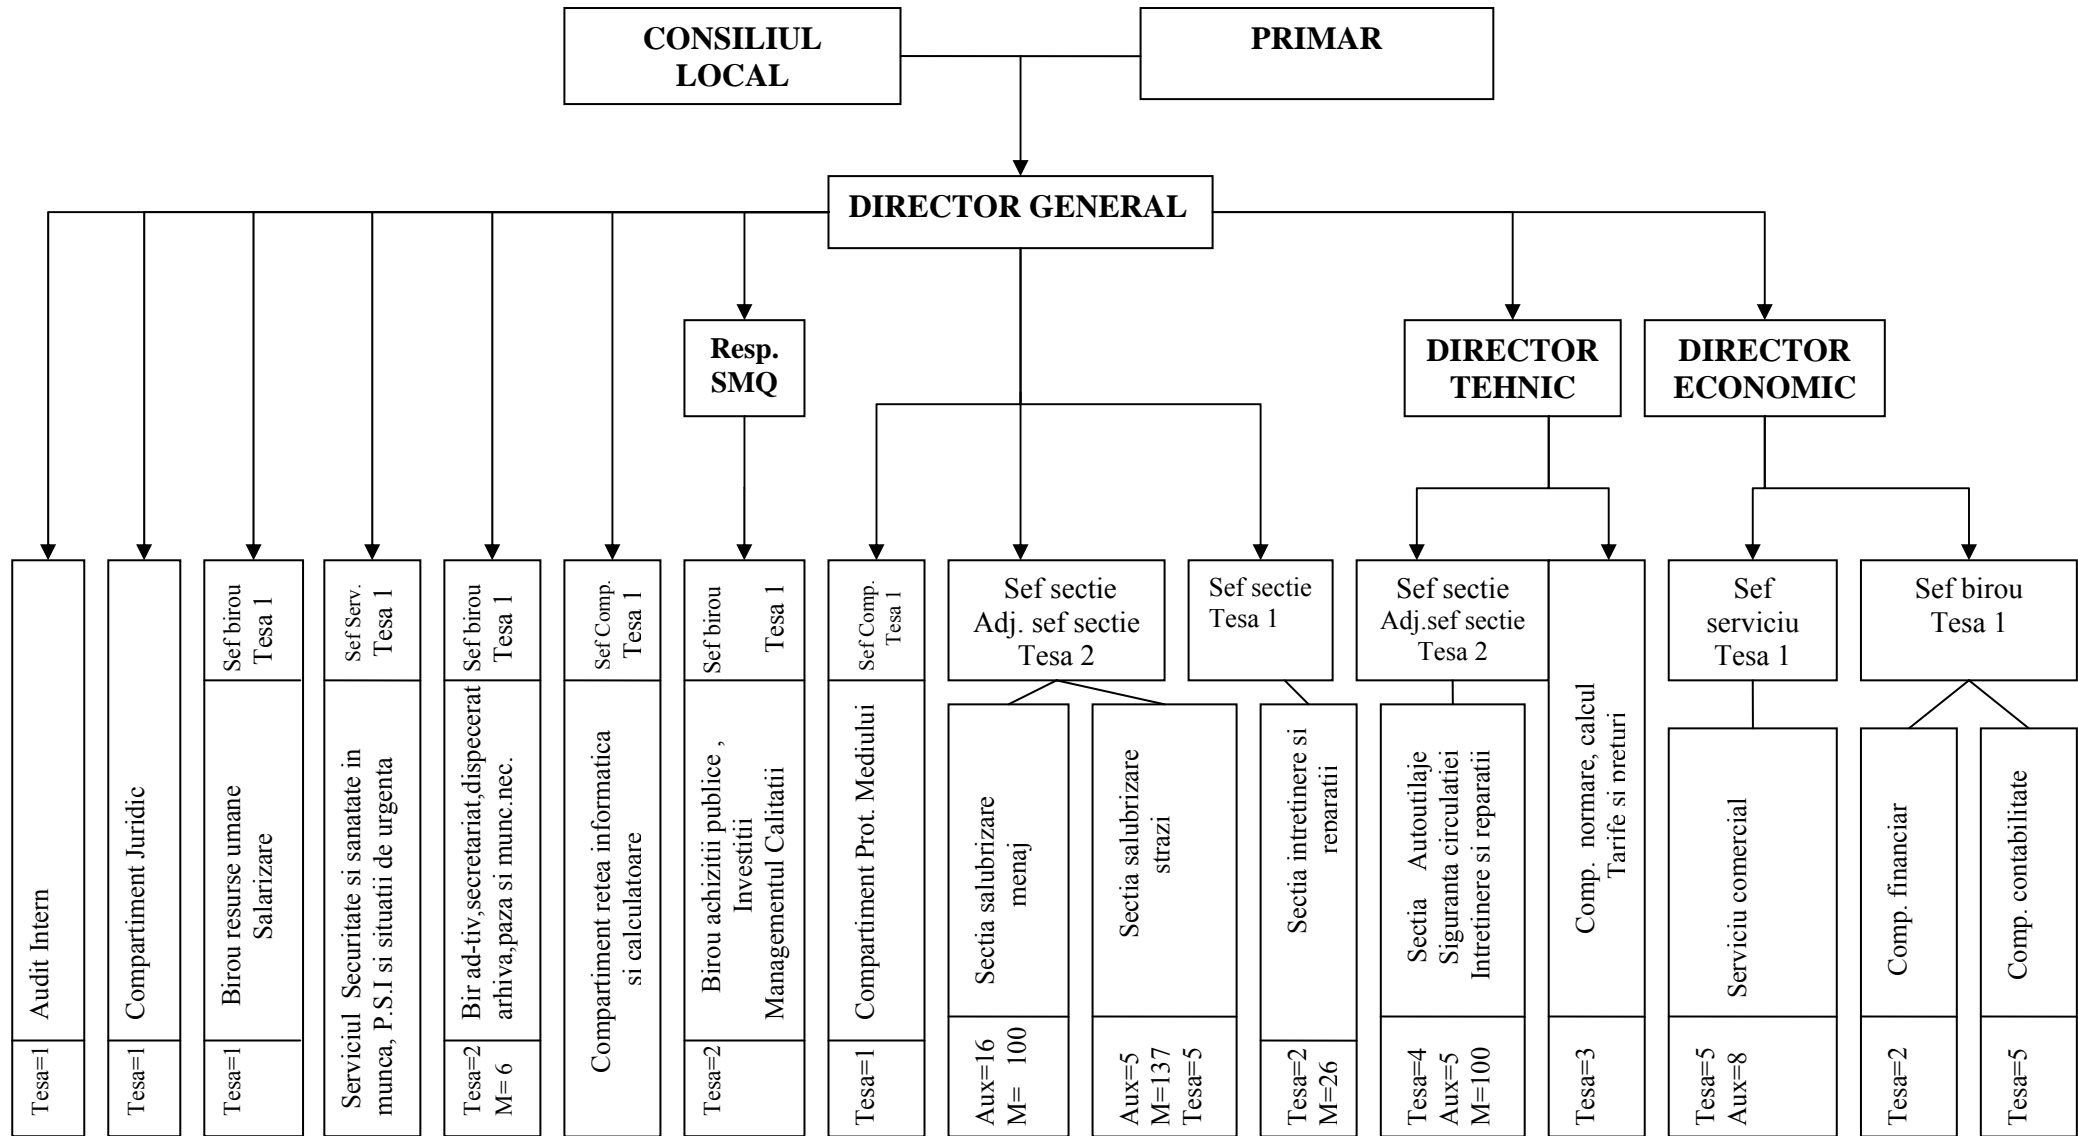 CONSILIUL
LOCAL
PRIMAR
DIRECTOR GENERAL
Resp.
SMQ
DIRECTOR
TEHNIC
DIRECTOR
ECONOMIC
Audit Intern
Tesa=1
Compartiment Juridic
Tesa=1
Sef birou
Tesa 1
Birou resurse umane
Salarizare
Tesa=1
Sef Serv.
Tesa 1
Serviciul Securitate si sanatate in
munca, P.S.I si situatii de urgenta
Sef birou
Tesa 1
Bir ad-tiv,secretariat,dispecerat
arhiva,paza si munc.nec.
Tesa=2
M= 6
Sef Comp.
Tesa 1
Compartiment retea informatica
si calculatoare
Sef birou
Tesa 1
Birou achizitii publice ,
Investitii
Managementul Calitatii
Tesa=2
Sef Comp.
Tesa 1
Compartiment Prot. Mediului
Tesa=1
Sef sectie
Adj. sef sectie
Tesa 2
Sectia salubrizare
menaj
Aux=16
M= 100
Sectia salubrizare
strazi
Aux=5
M=137
Tesa=5
Sef sectie
Tesa 1
Sectia intretinere si
reparatii
Tesa=2
M=26
Sef sectie
Adj.sef sectie
Tesa 2
Sectia Autoutilaje
Siguranta circulatiei
Intretinere si reparatii
Tesa=4
Aux=5
M=100
Comp. normare, calcul
Tarife si preturi
Tesa=3
Sef
serviciu
Tesa 1
Serviciu comercial
Tesa=5
Aux=8
Sef birou
Tesa 1
Comp. financiar
Tesa=2
Comp. contabilitate
Tesa=5